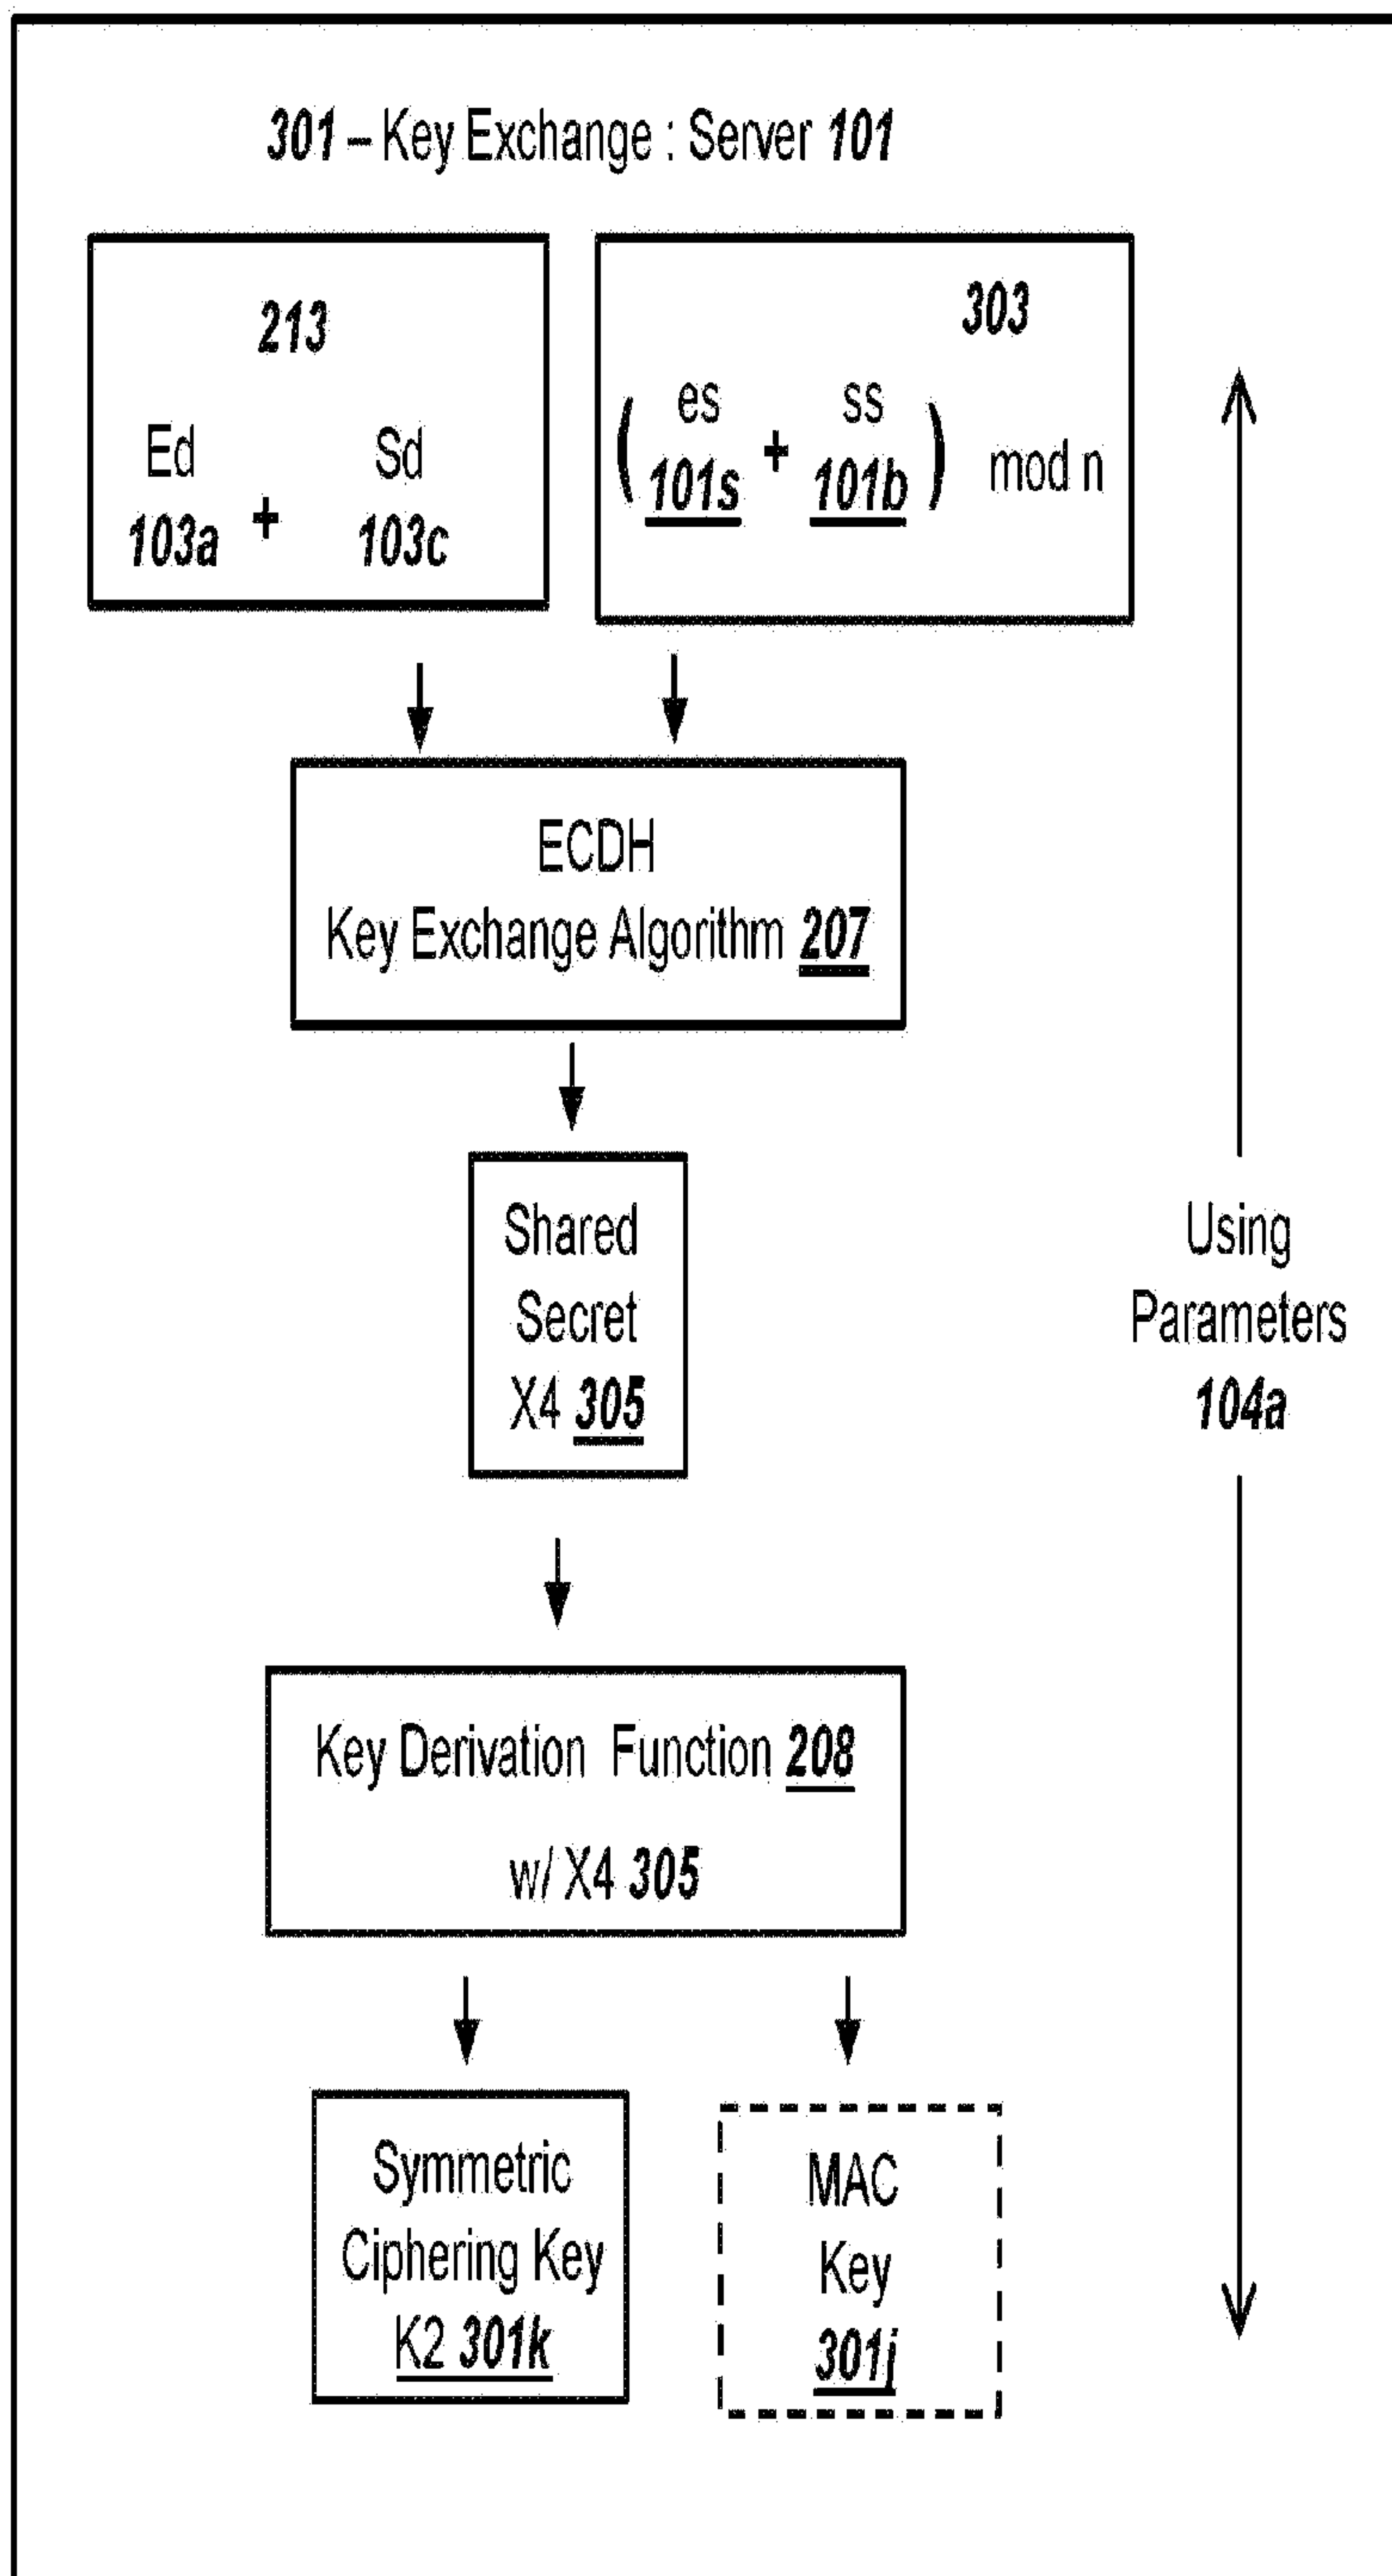 301 – Key Exchange : Server 101
213
Ed + Sd
103a 103c
303
( es + ss ) mod n
101s 101b
ECDH
Key Exchange Algorithm 207
Shared
Secret
X4 305
Using
Parameters
104a
Key Derivation Function 208
w/ X4 305
Symmetric
Ciphering Key
K2 301k
MAC
Key
301j